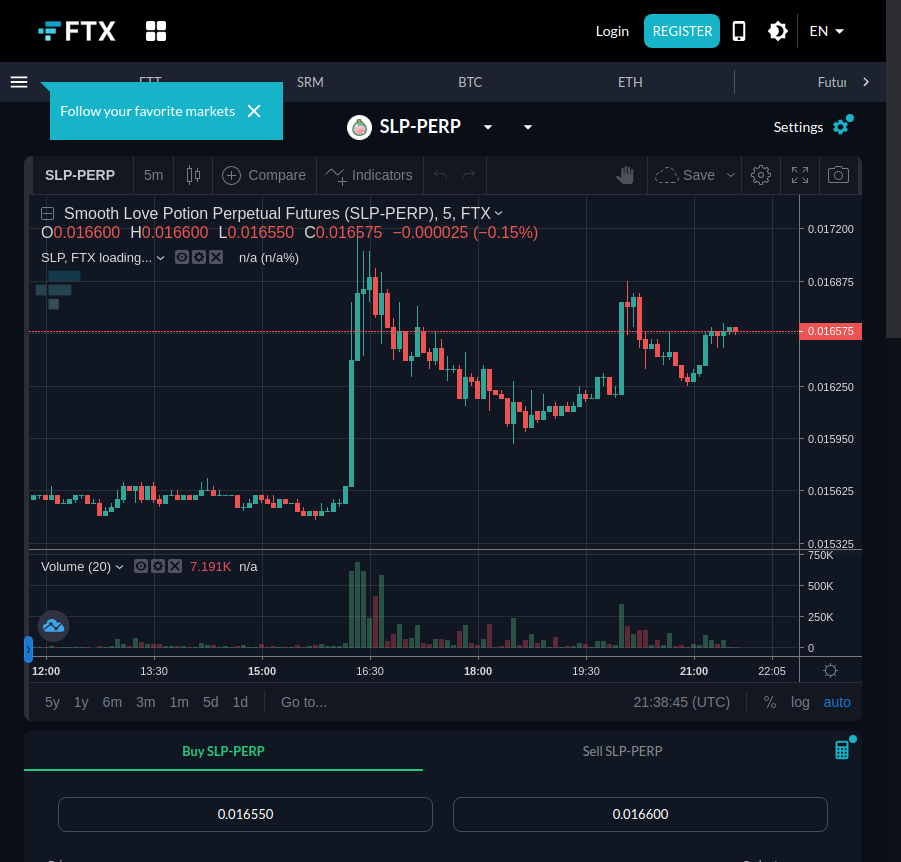 FTX
Login REGISTER EN
FTT SRM BTC ETH Futur
Follow your favorite markets
SLP-PERP
Settings
SLP-PERP 5m Compare Indicators Save
Smooth Love Potion Perpetual Futures (SLP-PERP), 5, FTX
O0.016600 H0.016600 L0.016550 C0.016575 −0.000025 (−0.15%)
SLP, FTX loading... n/a (n/a%)
0.017200
0.016875
0.016575
0.016250
0.015950
0.015625
0.015325
Volume (20) 7.191K n/a
750K
500K
250K
0
12:00 13:30 15:00 16:30 18:00 19:30 21:00 22:05
5y 1y 6m 3m 1m 5d 1d Go to... 21:38:45 (UTC) % log auto
Buy SLP-PERP Sell SLP-PERP
0.016550 0.016600